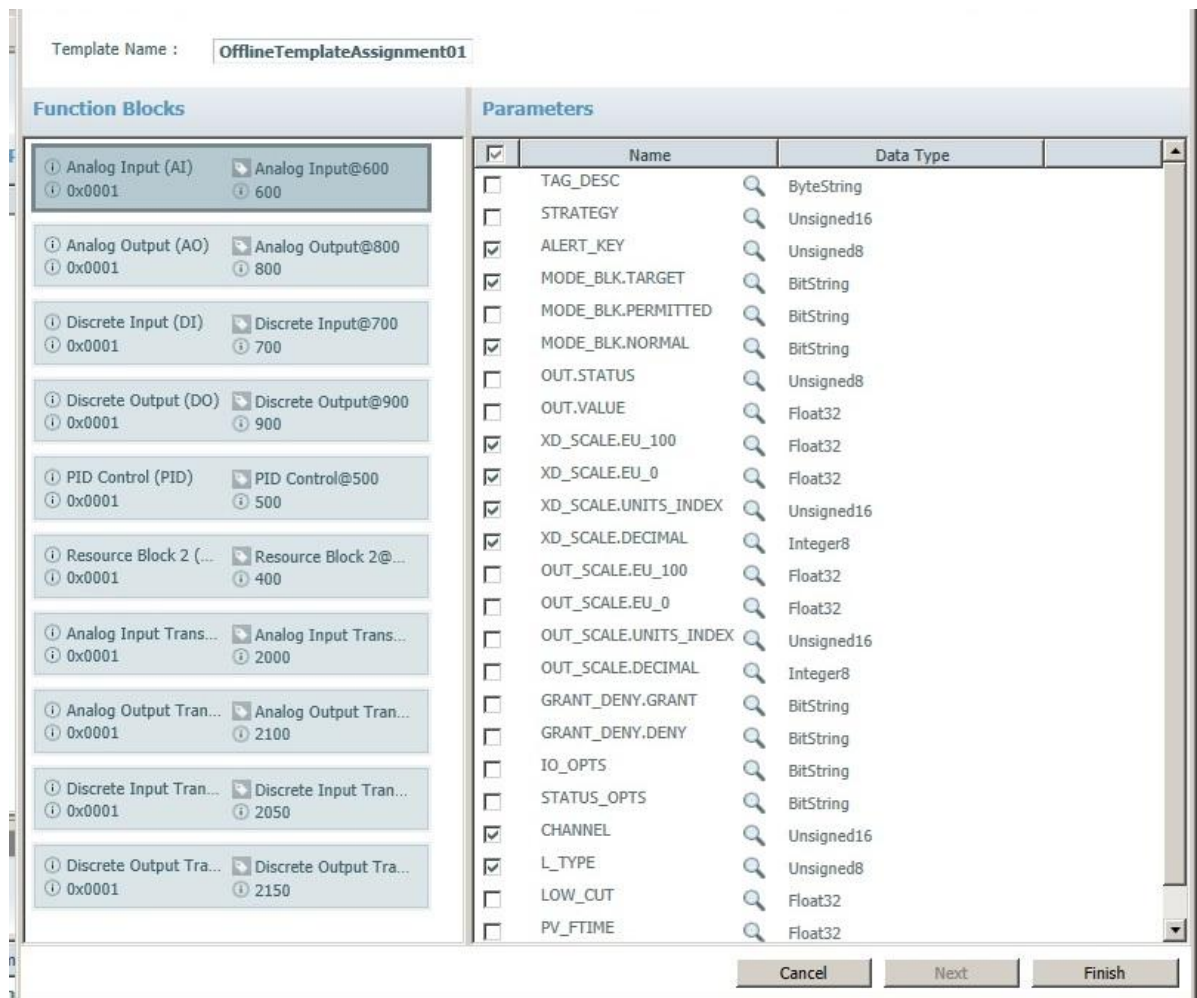 Template Name : OfflineTemplateAssignment01
Function Blocks
Analog Input (AI) Analog Input@600
0x0001 600
Analog Output (AO) Analog Output@800
0x0001 800
Discrete Input (DI) Discrete Input@700
0x0001 700
Discrete Output (DO) Discrete Output@900
0x0001 900
PID Control (PID) PID Control@500
0x0001 500
Resource Block 2 (... Resource Block 2@...
0x0001 400
Analog Input Trans... Analog Input Trans...
0x0001 2000
Analog Output Tran... Analog Output Tran...
0x0001 2100
Discrete Input Tran... Discrete Input Tran...
0x0001 2050
Discrete Output Tra... Discrete Output Tra...
0x0001 2150
Parameters
Name Data Type
TAG_DESC ByteString
STRATEGY Unsigned16
ALERT_KEY Unsigned8
MODE_BLK.TARGET BitString
MODE_BLK.PERMITTED BitString
MODE_BLK.NORMAL BitString
OUT.STATUS Unsigned8
OUT.VALUE Float32
XD_SCALE.EU_100 Float32
XD_SCALE.EU_0 Float32
XD_SCALE.UNITS_INDEX Unsigned16
XD_SCALE.DECIMAL Integer8
OUT_SCALE.EU_100 Float32
OUT_SCALE.EU_0 Float32
OUT_SCALE.UNITS_INDEX Unsigned16
OUT_SCALE.DECIMAL Integer8
GRANT_DENY.GRANT BitString
GRANT_DENY.DENY BitString
IO_OPTS BitString
STATUS_OPTS BitString
CHANNEL Unsigned16
L_TYPE Unsigned8
LOW_CUT Float32
PV_FTIME Float32
Cancel Next Finish